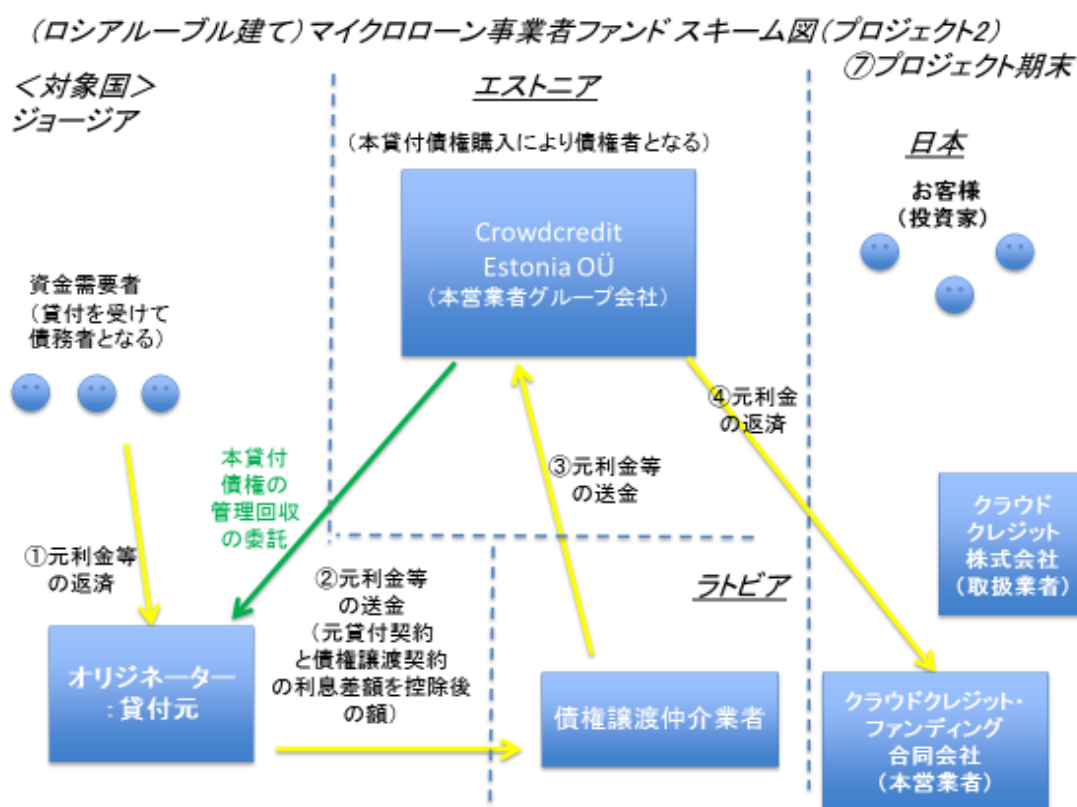 (ロシアルーブル建て)マイクロローン事業者ファンド スキーム図(プロジェクト2)
⑦プロジェクト期末
<対象国>
ジョージア
資金需要者
(貸付を受けて
債務者となる)
①元利金等
の返済
オリジネーター
:貸付元
本貸付
債権の
管理回収
の委託
②元利金等
の送金
(元貸付契約
と債権譲渡契約
の利息差額を控除後
の額)
エストニア
(本貸付債権購入により債権者となる)
Crowdcredit
Estonia OÜ
(本営業者グループ会社)
③元利金等
の送金
④元利金
の返済
ラトビア
債権譲渡仲介業者
日本
お客様
(投資家)
クラウド
クレジット
株式会社
(取扱業者)
クラウドクレジット・
ファンディング
合同会社
(本営業者)